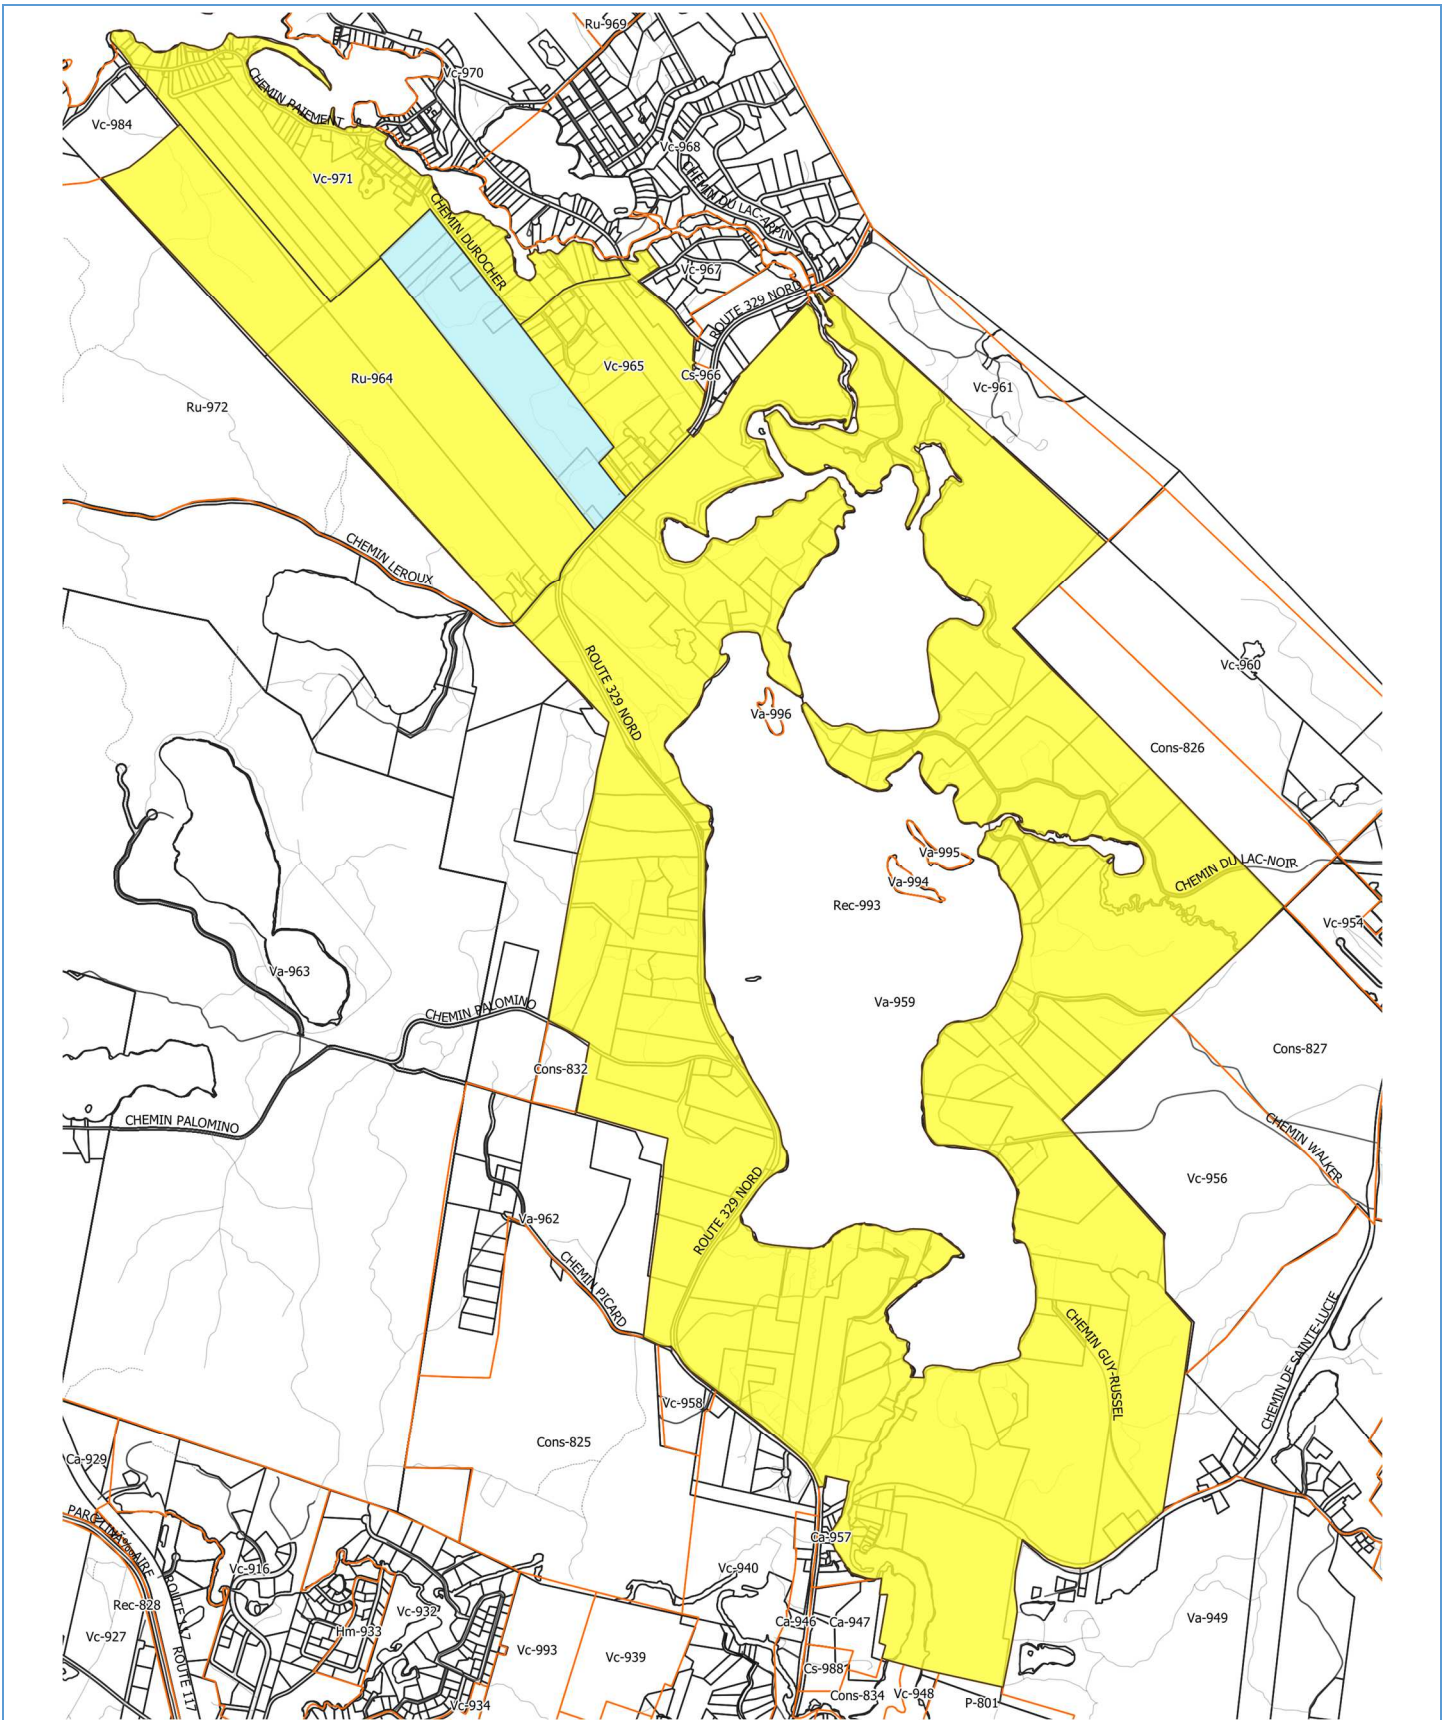 Ru-969
Vc-970
Vc-984
CHEMIN PAIEMENT
Vc-968
Vc-971
CHEMIN DU LAC-ARPIN
CHEMIN DUROCHER
Vc-967
ROUTE 329 NORD
Vc-965
Cs-966
Ru-964
Vc-961
Ru-972
CHEMIN LEROUX
ROUTE 329 NORD
Vc-960
Va-996
Cons-826
Va-995
CHEMIN DU LAC-NOIR
Va-994
Rec-993
Vc-954
Va-963
Va-959
CHEMIN PALOMINO
Cons-827
Cons-832
CHEMIN PALOMINO
CHEMIN WALKER
Vc-956
ROUTE 329 NORD
Va-962
CHEMIN PICARD
CHEMIN GUY-RUSSEL
CHEMIN DE SAINTE-LUCIE
Vc-958
Cons-825
Ca-929
Ca-957
Vc-940
Vc-916
Rec-828
ROUTE 117
Vc-932
Hm-933
Vc-927
Ca-946
Ca-947
Va-949
Vc-993
Vc-939
Cs-988
ROUTE 117
Vc-934
Cons-834
Vc-948
P-801